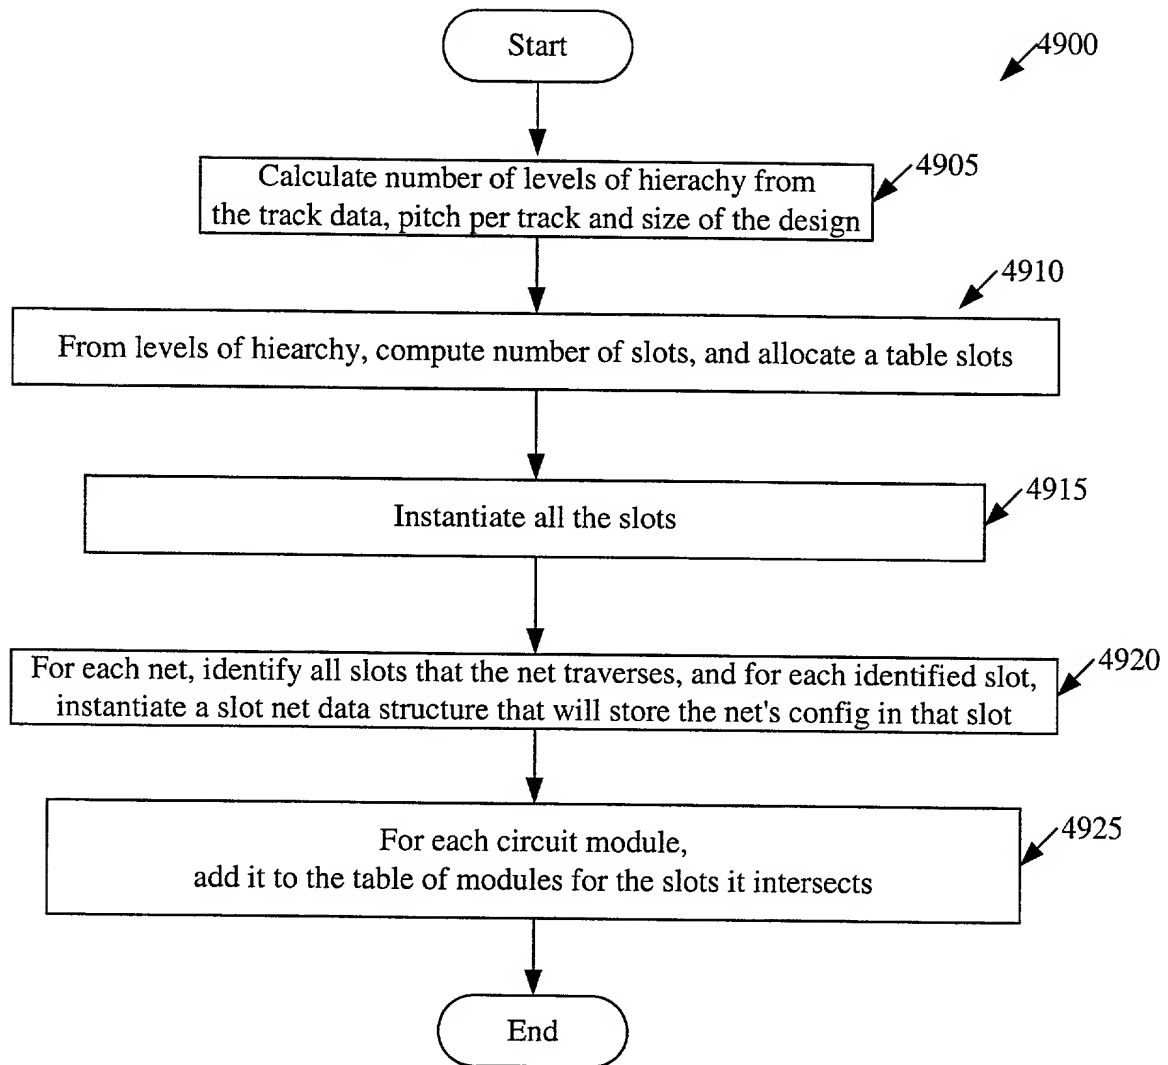 Start
4900
Calculate number of levels of hierachy from
the track data, pitch per track and size of the design
4905
4910
From levels of hiearchy, compute number of slots, and allocate a table slots
Instantiate all the slots
4915
For each net, identify all slots that the net traverses, and for each identified slot,
instantiate a slot net data structure that will store the net's config in that slot
4920
For each circuit module,
add it to the table of modules for the slots it intersects
4925
End